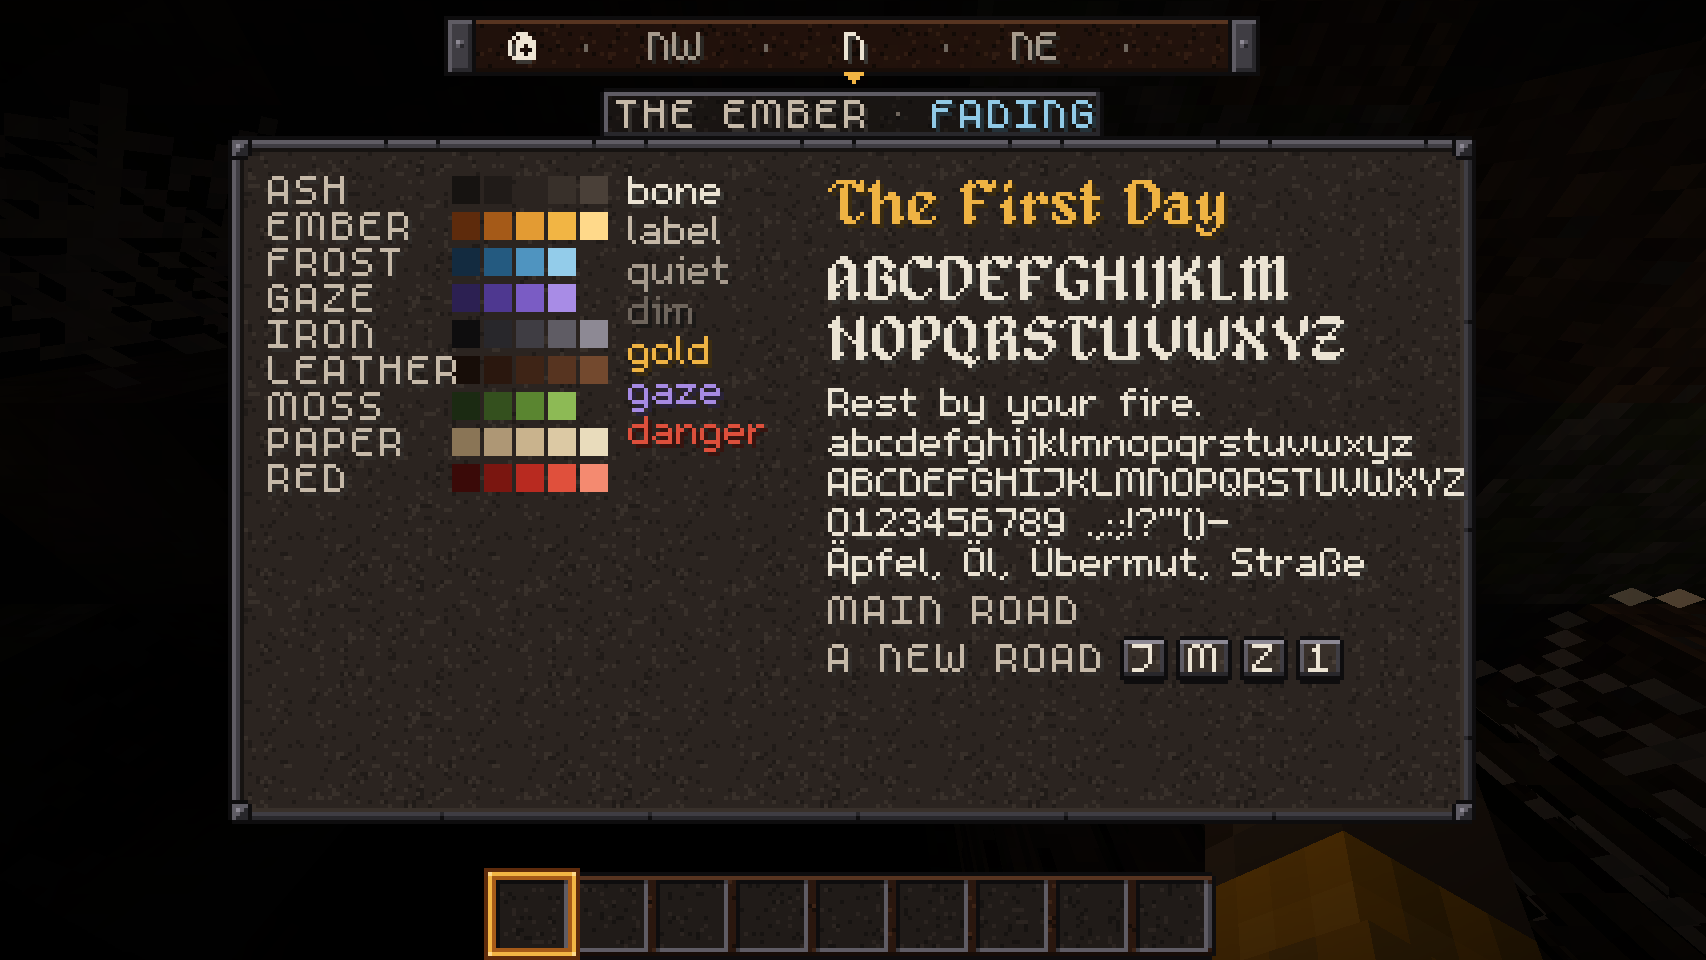 NW · N · NE
THE EMBER · FADING
ASH
EMBER
FROST
GAZE
IRON
LEATHER
MOSS
PAPER
RED
bone
label
quiet
dim
gold
gaze
danger
The First Day
ABCDEFGHIJKLM
NOPQRSTUVWXYZ
Rest by your fire.
abcdefghijklmnopqrstuvwxyz
ABCDEFGHIJKLMNOPQRSTUVWXYZ
0123456789 .,:;!?'"()-
Äpfel, Öl, Übermut, Straße
MAIN ROAD
A NEW ROAD J M Z 1